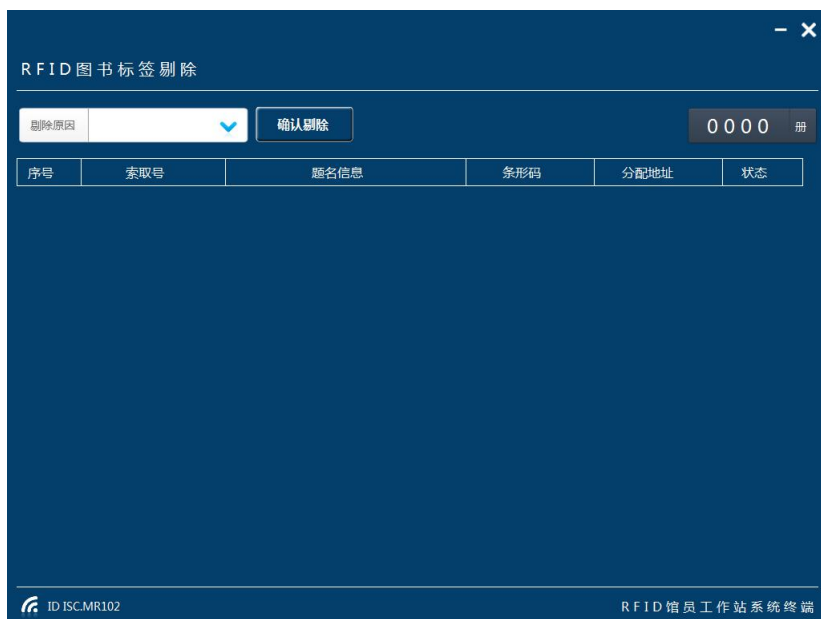 RFID图书标签剔除
剔除原因 确认剔除 0000 册
序号 索取号 题名信息 条形码 分配地址 状态
ID ISC.MR102 RFID馆员工作站系统终端